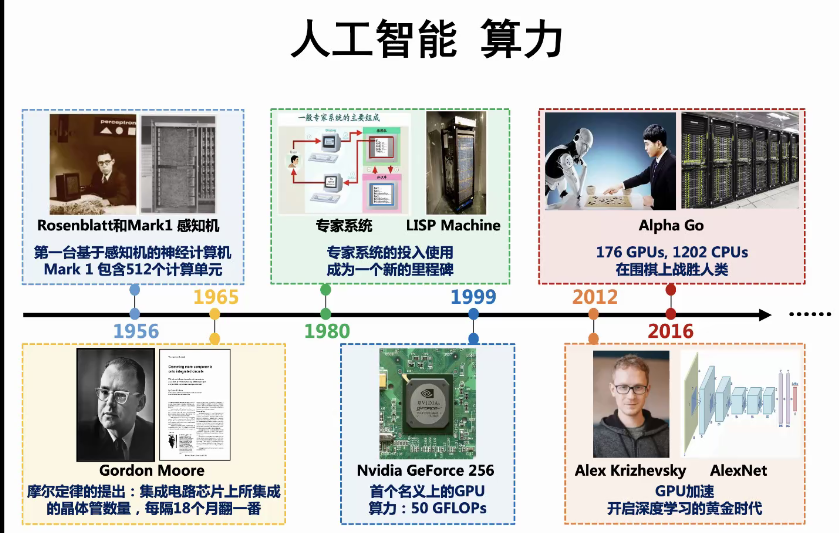 人工智能 算力
perceptron
Rosenblatt和Mark1 感知机
第一台基于感知机的神经计算机
Mark 1 包含512个计算单元
1956
一般专家系统的主要组成
专家系统
LISP Machine
专家系统的投入使用
成为一个新的里程碑
1980
Alpha Go
176 GPUs, 1202 CPUs
在围棋上战胜人类
2016
1965
Gordon Moore
摩尔定律的提出：集成电路芯片上所集成
的晶体管数量，每隔18个月翻一番
1999
NVIDIA
Nvidia GeForce 256
首个名义上的GPU
算力：50 GFLOPs
2012
Alex Krizhevsky
AlexNet
GPU加速
开启深度学习的黄金时代